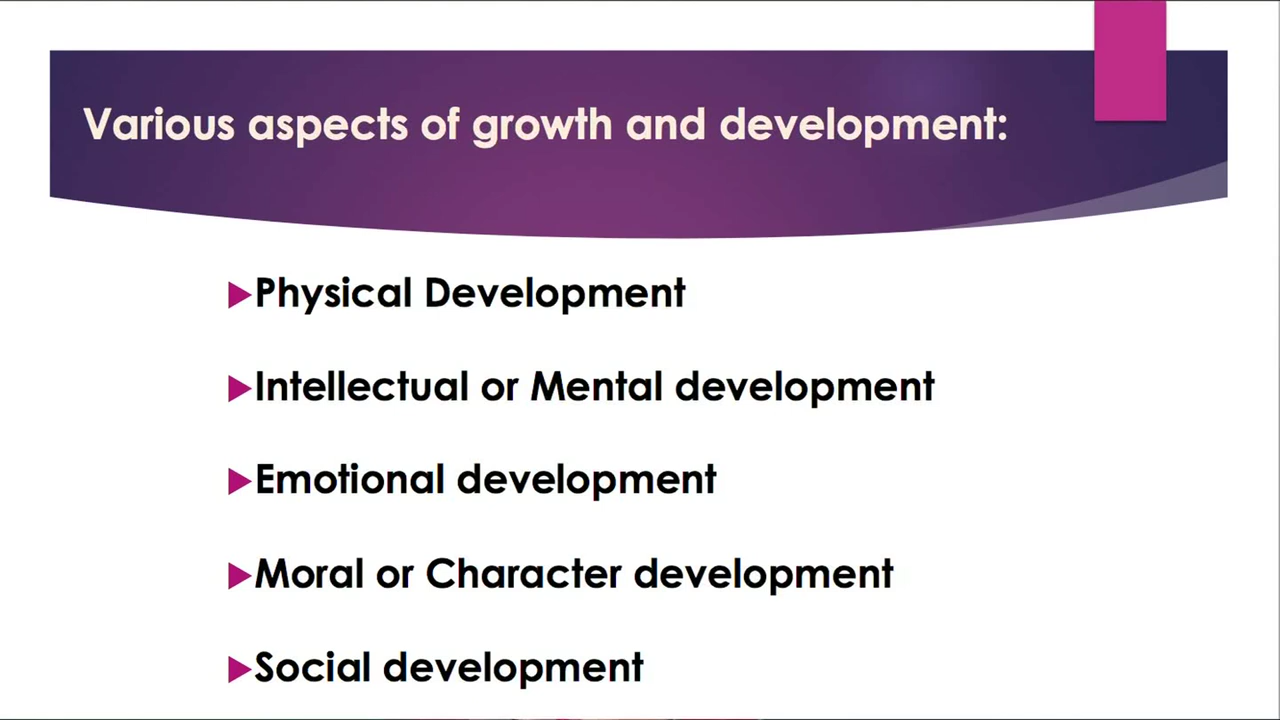 Various aspects of growth and development:
Physical Development
Intellectual or Mental development
Emotional development
Moral or Character development
Social development